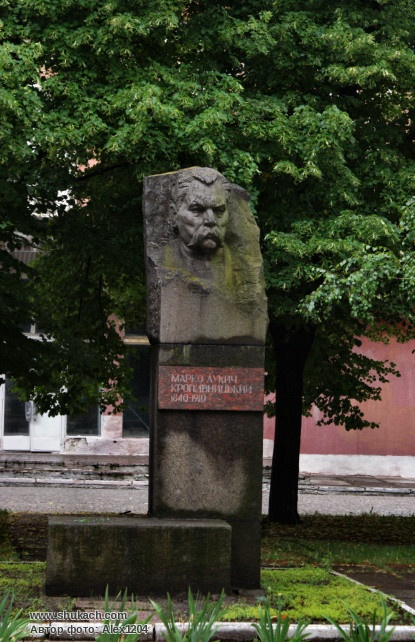 МАРКО ЛУКИЧ
КРОПИВНИЦЬКИЙ
1840-1910
www.shukach.com
Автор фото: Alex1204